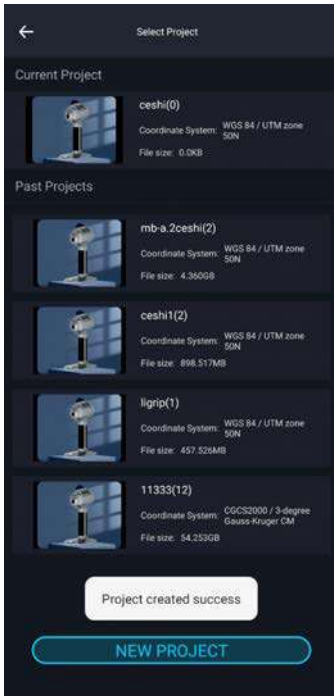 Select Project
Current Project
ceshi(0)
Coordinate System: WGS 84 / UTM zone
50N
File size: 0.0KB
Past Projects
mb-a.2ceshi(2)
Coordinate System: WGS 84 / UTM zone
50N
File size: 4.360GB
ceshi1(2)
Coordinate System: WGS 84 / UTM zone
50N
File size: 898.517MB
ligrip(1)
Coordinate System: WGS 84 / UTM zone
50N
File size: 457.526MB
11333(12)
Coordinate System: CGCS2000 / 3-degree
Gauss-Kruger CM
File size: 54.253GB
Project created success
NEW PROJECT